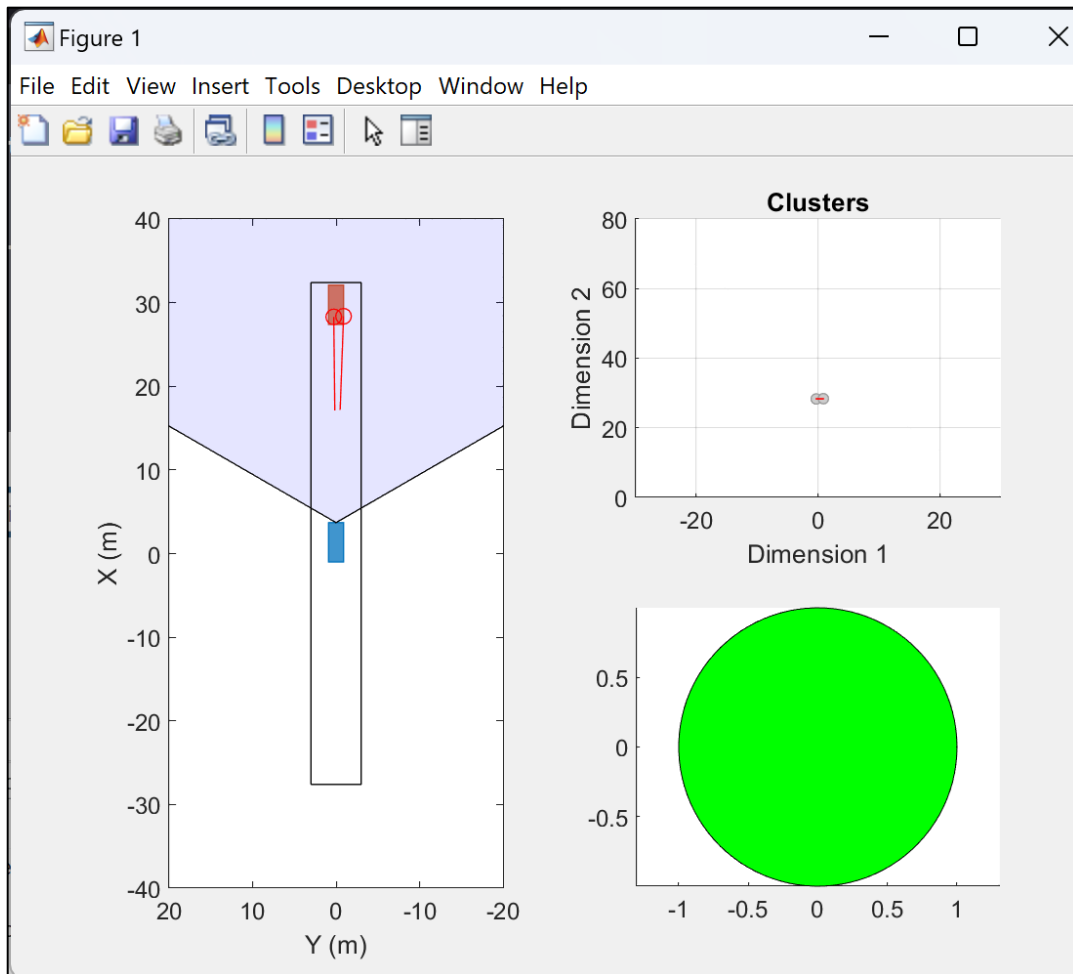 Figure 1
File Edit View Insert Tools Desktop Window Help
40
30
20
10
0
-10
-20
-30
-40
20 10 0 -10 -20
X (m)
Y (m)
Clusters
80
60
40
20
0
-20 0 20
Dimension 2
Dimension 1
0.5
0
-0.5
-1 -0.5 0 0.5 1